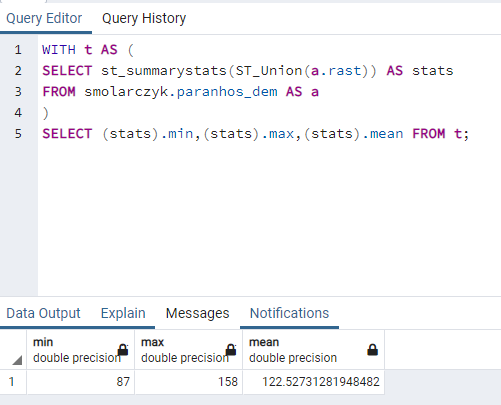 Query Editor Query History
1 WITH t AS (
2 SELECT st_summarystats(ST_Union(a.rast)) AS stats
3 FROM smolarczyk.paranhos_dem AS a
4 )
5 SELECT (stats).min,(stats).max,(stats).mean FROM t;
Data Output Explain Messages Notifications
min max mean
double precision double precision double precision
1 87 158 122.52731281948482